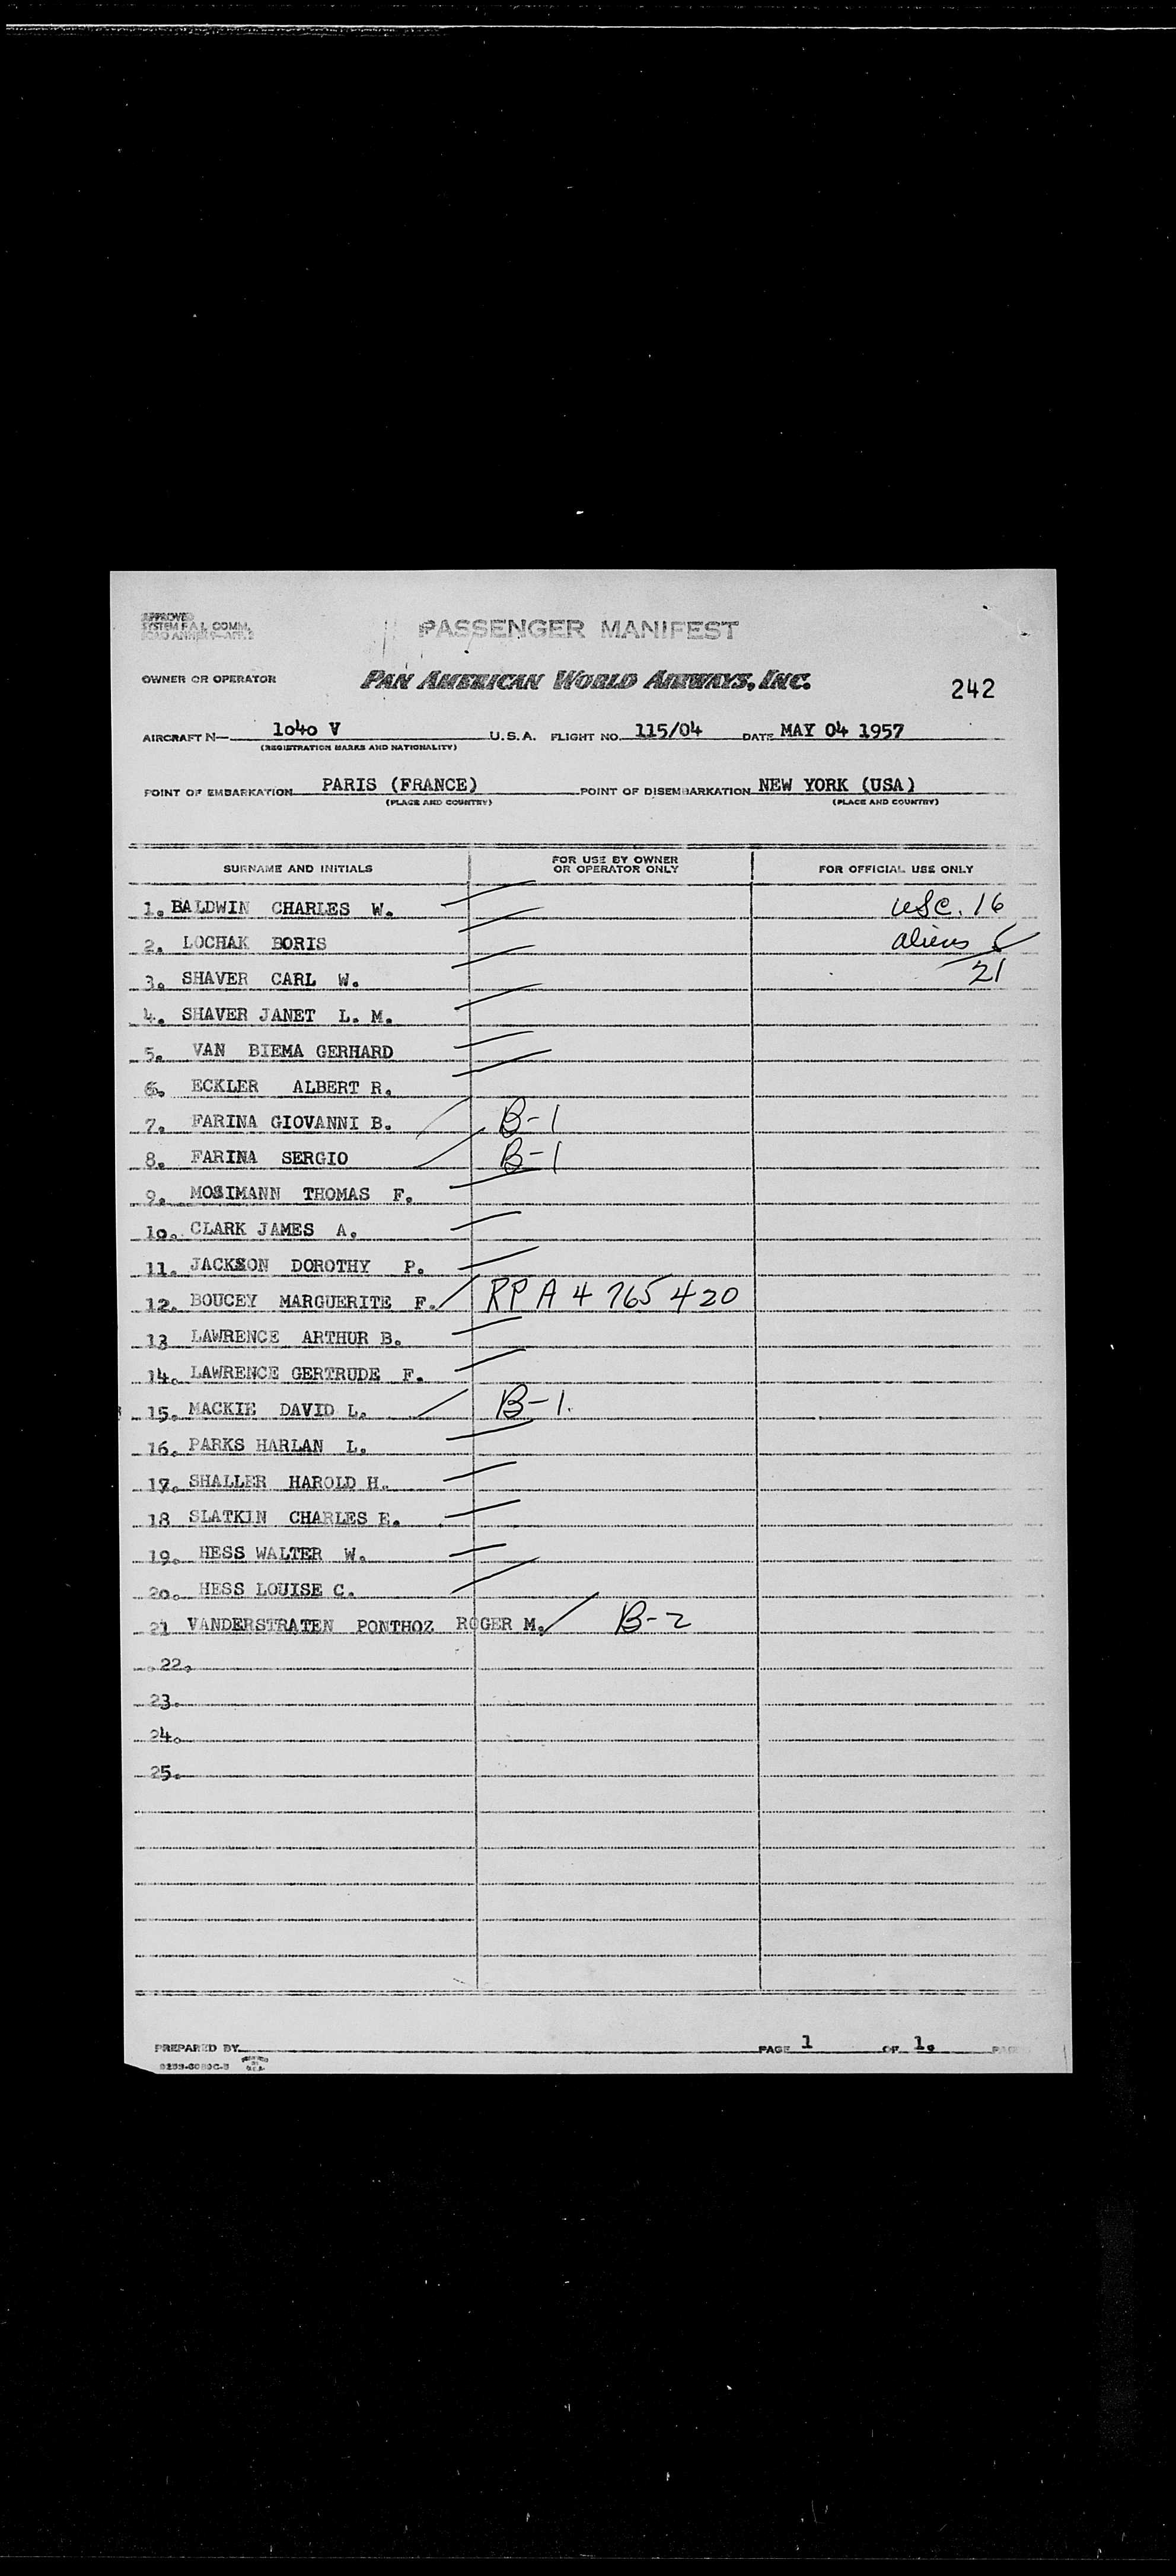 APPROVED
SYSTEM F.A.L. COMM.
PASSENGER MANIFEST
OWNER OR OPERATOR PAN AMERICAN WORLD AIRWAYS, INC.
242
AIRCRAFT N— 1040 V U.S.A. FLIGHT NO. 115/04 DATE MAY 04 1957
(REGISTRATION MARKS AND NATIONALITY)
POINT OF EMBARKATION PARIS (FRANCE) POINT OF DISEMBARKATION NEW YORK (USA)
(PLACE AND COUNTRY) (PLACE AND COUNTRY)
SURNAME AND INITIALS FOR USE BY OWNER OR OPERATOR ONLY FOR OFFICIAL USE ONLY
1. BALDWIN CHARLES W. USC. 16
2. LOCHAK BORIS aliens 5
3. SHAVER CARL W. 21
4. SHAVER JANET L. M.
5. VAN BIEMA GERHARD
6. ECKLER ALBERT R.
7. FARINA GIOVANNI B. B-1
8. FARINA SERGIO B-1
9. MOSIMANN THOMAS F.
10. CLARK JAMES A.
11. JACKSON DOROTHY P.
12. BOUCEY MARGUERITE F. RP A 4 765 420
13 LAWRENCE ARTHUR B.
14. LAWRENCE GERTRUDE F.
15. MACKIE DAVID L. B-1.
16. PARKS HARLAN L.
17. SHALLER HAROLD H.
18 SLATKIN CHARLES E.
19. HESS WALTER W.
20. HESS LOUISE C.
21 VANDERSTRATEN PONTHOZ ROGER M. B-2
22.
23.
24.
25.
PREPARED BY PAGE 1 OF 1.